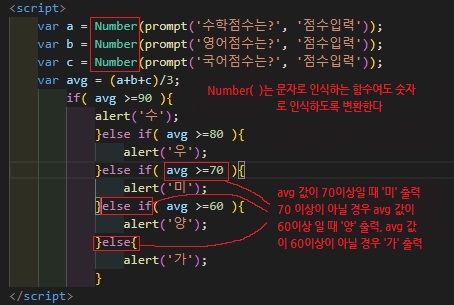 <script>
var a = Number(prompt('수학점수는?', '점수입력'));
var b = Number(prompt('영어점수는?', '점수입력'));
var c = Number(prompt('국어점수는?', '점수입력'));
var avg = (a+b+c)/3;
if( avg >=90 ){
Number( )는 문자로 인식하는 함수여도 숫자
로 인식하도록 변환한다
alert('수');
}else if( avg >=80 ){
alert('우');
}else if( avg >=70 ){
alert('미');
}else if( avg >=60 ){
alert('양');
}else{
alert('가');
}
avg 값이 70이상일 때 '미' 출력
70 이상이 아닐 경우 avg 값이
60이상 일 때 '양' 출력, avg 값
이 60이상이 아닐 경우 '가' 출력
</script>